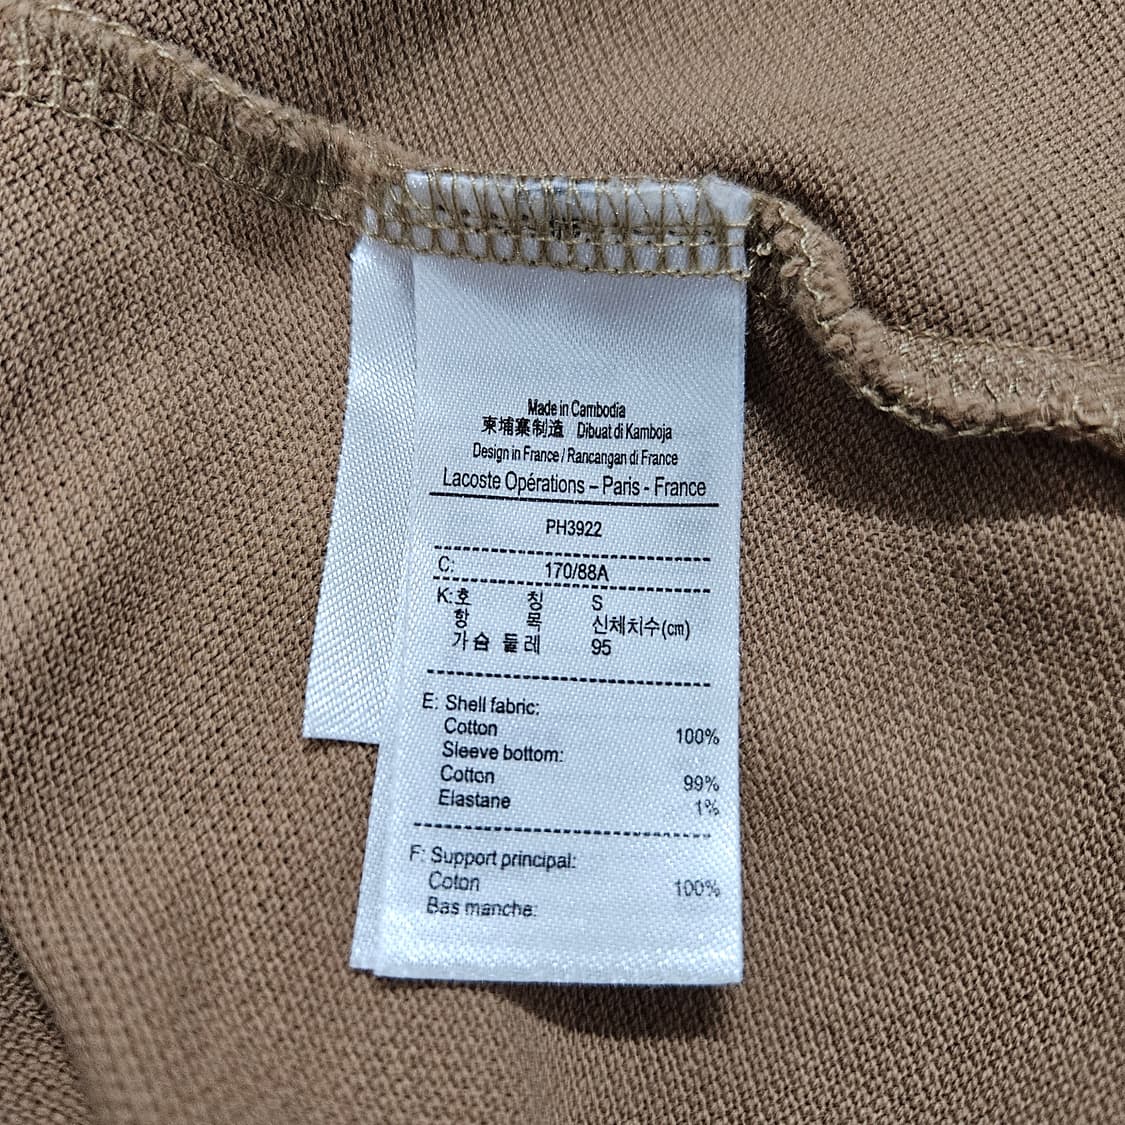 Made in Cambodia
柬埔寨制造 Dibuat di Kamboja
Design in France / Rancangan di France
Lacoste Opérations – Paris - France
PH3922
C: 170/88A
K: 호 칭 S
항 목 신체치수(cm)
가슴 둘레 95
E: Shell fabric:
Cotton 100%
Sleeve bottom:
Cotton 99%
Elastane 1%
F: Support principal:
Coton 100%
Bas manche: